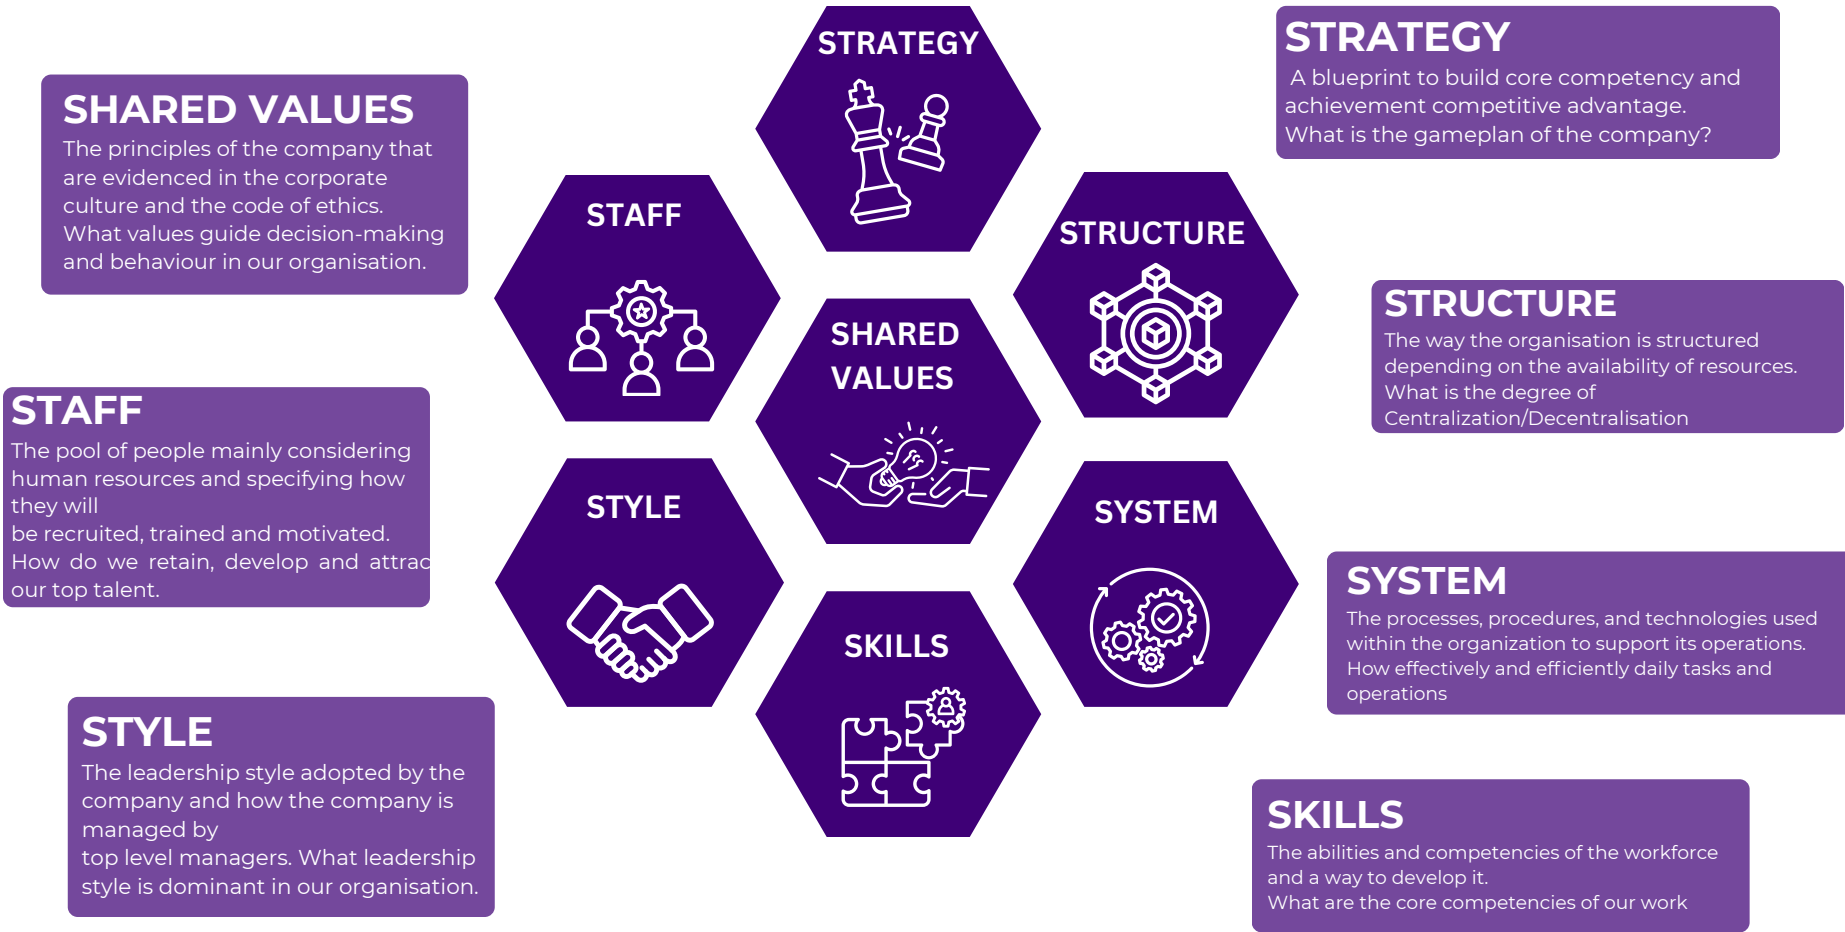 SHARED VALUES
The principles of the company that
are evidenced in the corporate
culture and the code of ethics.
What values guide decision-making
and behaviour in our organisation.
STAFF
The pool of people mainly considering
human resources and specifying how
they will
be recruited, trained and motivated.
How do we retain, develop and attrac
our top talent.
STYLE
The leadership style adopted by the
company and how the company is
managed by
top level managers. What leadership
style is dominant in our organisation.
STRATEGY
STAFF
STRUCTURE
SHARED
VALUES
STYLE
SYSTEM
SKILLS
STRATEGY
A blueprint to build core competency and
achievement competitive advantage.
What is the gameplan of the company?
STRUCTURE
The way the organisation is structured
depending on the availability of resources.
What is the degree of
Centralization/Decentralisation
SYSTEM
The processes, procedures, and technologies used
within the organization to support its operations.
How effectively and efficiently daily tasks and
operations
SKILLS
The abilities and competencies of the workforce
and a way to develop it.
What are the core competencies of our work